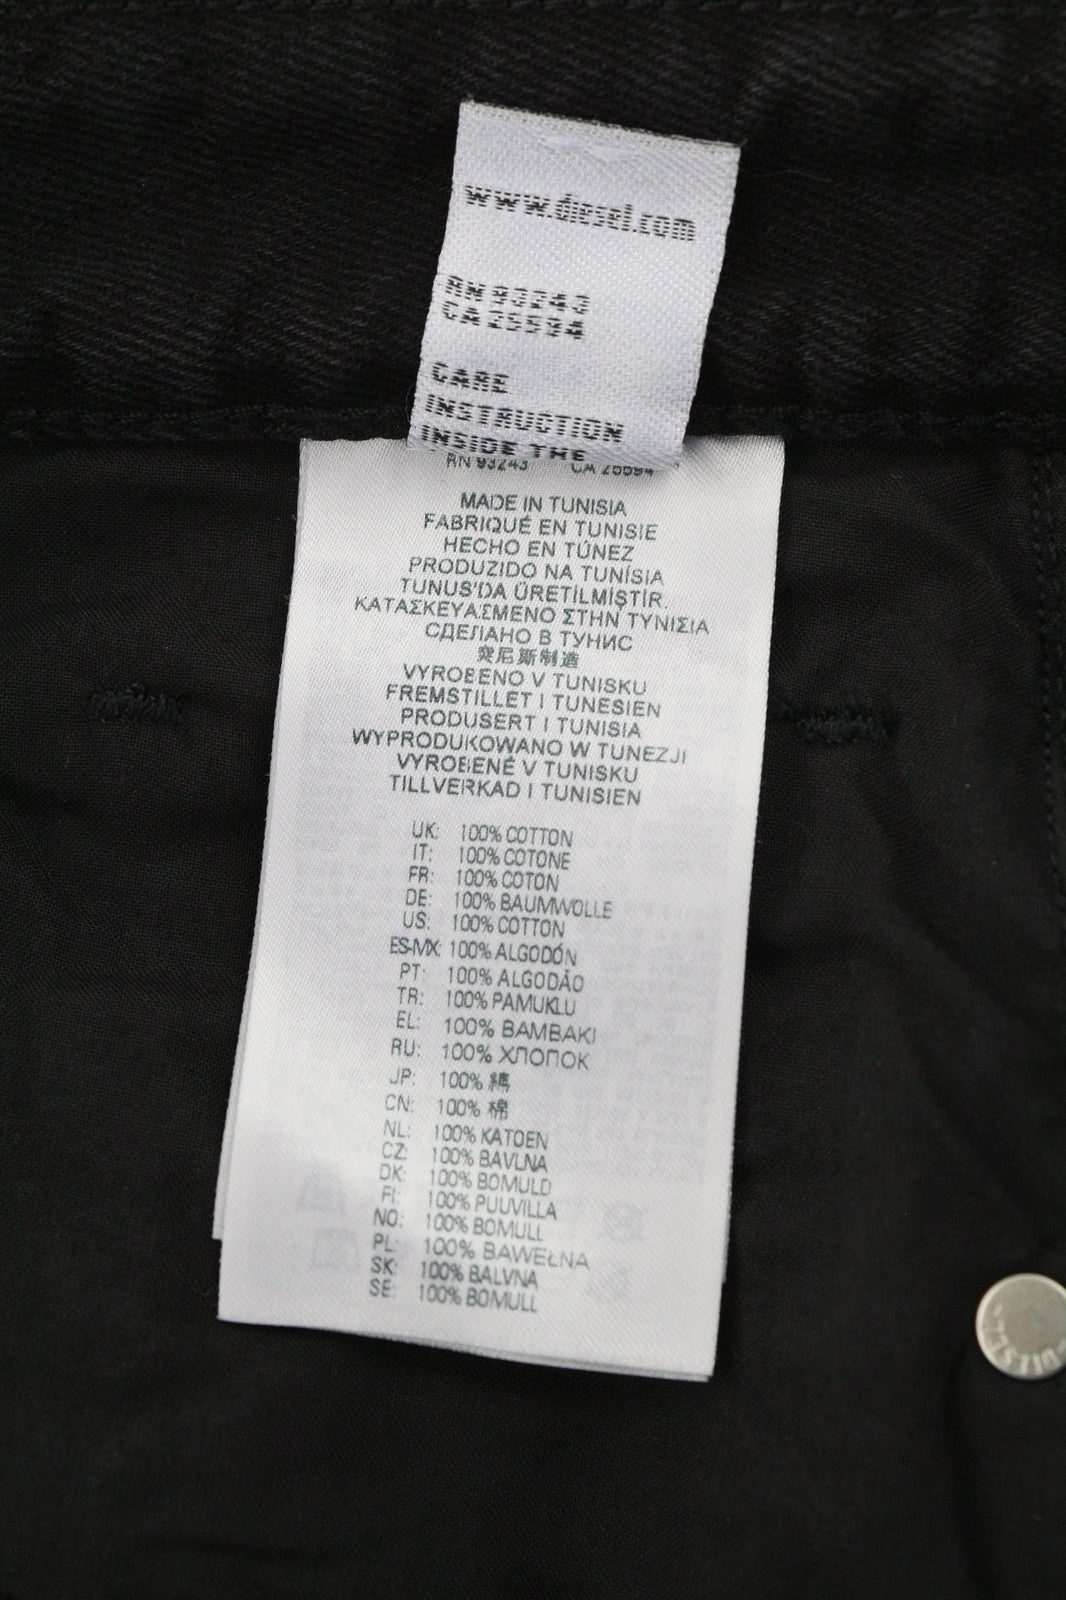 www.diesel.com
RN 93243
CA 25594
CARE
INSTRUCTION
INSIDE THE
RN 93243 CA 25594
MADE IN TUNISIA
FABRIQUÉ EN TUNISIE
HECHO EN TÚNEZ
PRODUZIDO NA TUNÍSIA
TUNUS'DA ÜRETİLMİŞTİR.
ΚΑΤΑΣΚΕΥΑΣΜΕΝΟ ΣΤΗΝ ΤΥΝΙΣΙΑ
СДЕЛАНО В ТУНИС
突尼斯制造
VYROBENO V TUNISKU
FREMSTILLET I TUNESIEN
PRODUSERT I TUNISIA
WYPRODUKOWANO W TUNEZJI
VYROBENÉ V TUNISKU
TILLVERKAD I TUNISIEN
UK: 100% COTTON
IT: 100% COTONE
FR: 100% COTON
DE: 100% BAUMWOLLE
US: 100% COTTON
ES-MX: 100% ALGODÓN
PT: 100% ALGODÃO
TR: 100% PAMUKLU
EL: 100% ΒΑΜΒΑΚΙ
RU: 100% ХЛОПОК
JP: 100% 綿
CN: 100% 棉
NL: 100% KATOEN
CZ: 100% BAVLNA
DK: 100% BOMULD
FI: 100% PUUVILLA
NO: 100% BOMULL
PL: 100% BAWEŁNA
SK: 100% BALVNA
SE: 100% BOMULL
DIESEL